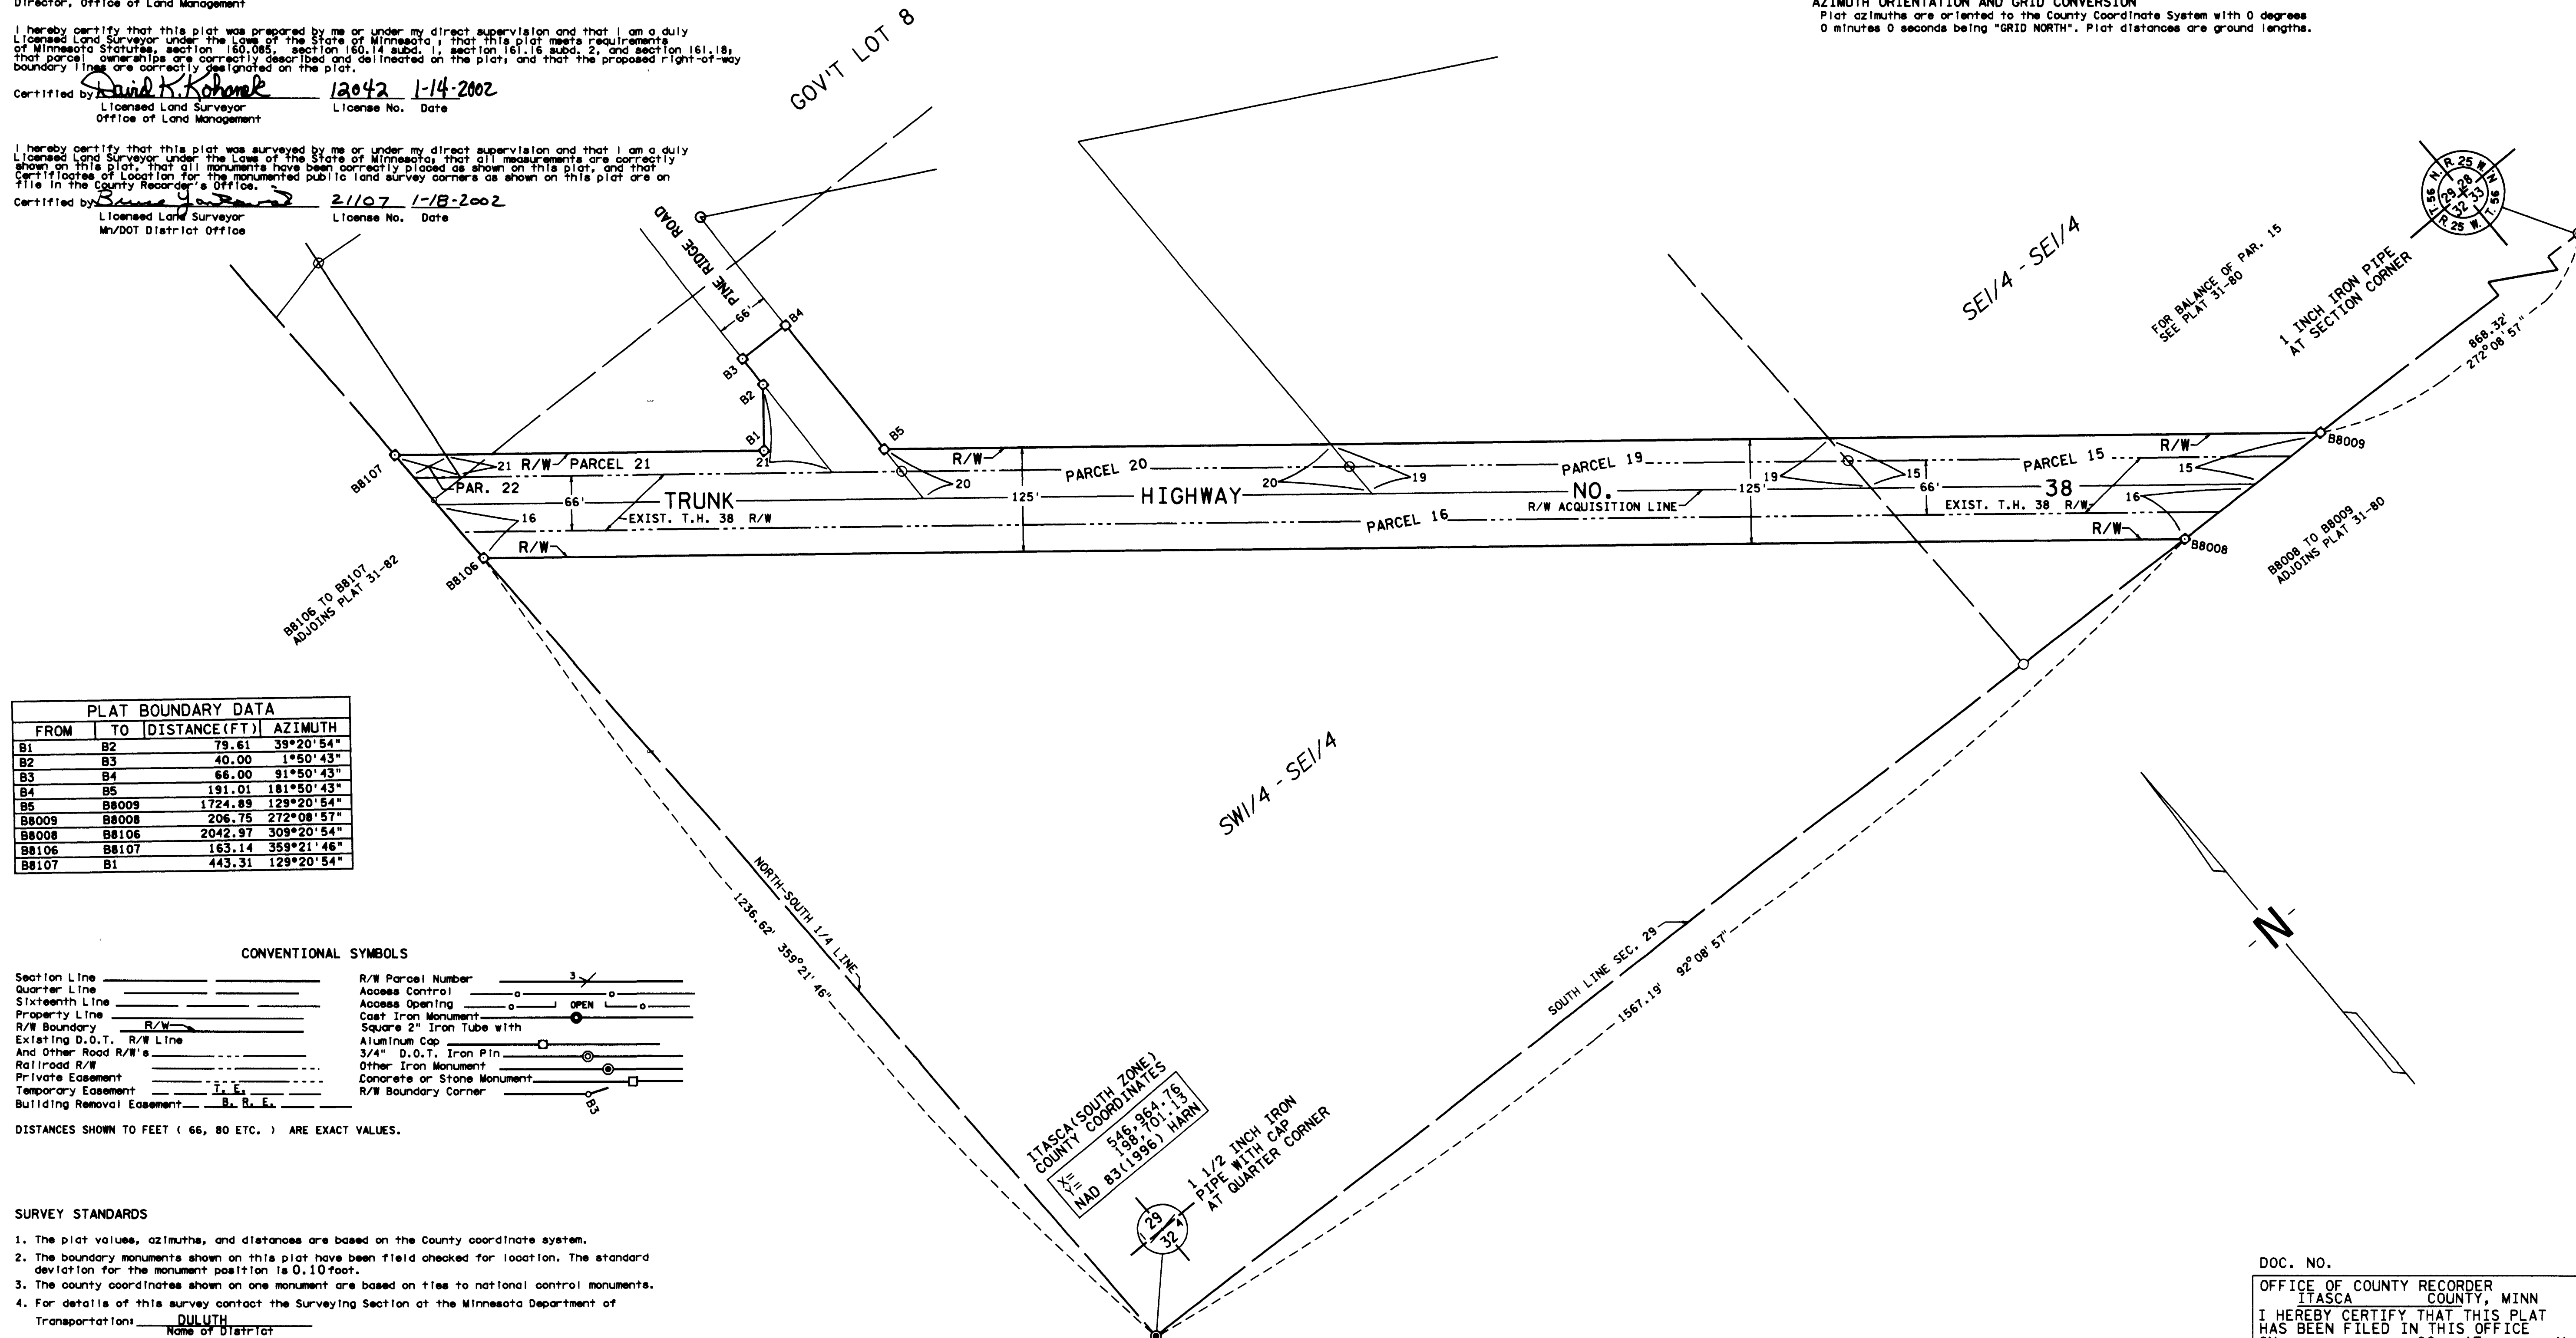 Director, Office of Land Management
I hereby certify that this plat was prepared by me or under my direct supervision and that I am a duly
Licensed Land Surveyor under the Laws of the State of Minnesota ; that this plat meets requirements
of Minnesota Statutes, section 160.085, section 160.14 subd. 1, section 161.16 subd. 2, and section 161.18;
that parcel ownerships are correctly described and delineated on the plat; and that the proposed right-of-way
boundary lines are correctly designated on the plat.
Certified by David K. Kohanek 12042 1-14-2002
Licensed Land Surveyor License No. Date
Office of Land Management
I hereby certify that this plat was surveyed by me or under my direct supervision and that I am a duly
Licensed Land Surveyor under the Laws of the State of Minnesota; that all measurements are correctly
shown on this plat, that all monuments have been correctly placed as shown on this plat, and that
Certificates of Location for the monumented public land survey corners as shown on this plat are on
file in the County Recorder's Office.
Certified by Bruce 21107 1-18-2002
Licensed Land Surveyor License No. Date
Mn/DOT District Office
AZIMUTH ORIENTATION AND GRID CONVERSION
Plat azimuths are oriented to the County Coordinate System with 0 degrees
0 minutes 0 seconds being "GRID NORTH". Plat distances are ground lengths.
GOV'T LOT 8
PINE RIDGE ROAD
66'
B4
B3
B2
B1
B5
21
SE1/4 - SE1/4
FOR BALANCE OF PAR. 15
SEE PLAT 31-80
1 INCH IRON PIPE
AT SECTION CORNER
R. 25 W.
T. 56 N.
29 28
32 33
T. 56 N.
R. 25 W.
868.32'
272°08'57"
B8107
21 R/W PARCEL 21
R/W
PARCEL 20
PARCEL 19
PARCEL 15
R/W
B8009
PAR. 22
66'
TRUNK
20
125'
HIGHWAY
20
19
NO.
19
125'
15
66'
38
15
16
EXIST. T.H. 38 R/W
R/W ACQUISITION LINE
EXIST. T.H. 38 R/W
16
PARCEL 16
R/W
R/W
B8106
B8008
B8106 TO B8107
ADJOINS PLAT 31-82
B8008 TO B8009
ADJOINS PLAT 31-80
PLAT BOUNDARY DATA
FROM TO DISTANCE(FT) AZIMUTH
B1 B2 79.61 39°20'54"
B2 B3 40.00 1°50'43"
B3 B4 66.00 91°50'43"
B4 B5 191.01 181°50'43"
B5 B8009 1724.89 129°20'54"
B8009 B8008 206.75 272°08'57"
B8008 B8106 2042.97 309°20'54"
B8106 B8107 163.14 359°21'46"
B8107 B1 443.31 129°20'54"
SW1/4 - SE1/4
NORTH-SOUTH 1/4 LINE
1236.62' 359°21'46"
SOUTH LINE SEC. 29
1567.19' 92°08'57"
N
CONVENTIONAL SYMBOLS
Section Line
Quarter Line
Sixteenth Line
Property Line
R/W Boundary R/W
Existing D.O.T. R/W Line
And Other Road R/W's
Railroad R/W
Private Easement
Temporary Easement T. E.
Building Removal Easement B. R. E.
R/W Parcel Number 3
Access Control
Access Opening OPEN
Cast Iron Monument
Square 2" Iron Tube with
Aluminum Cap
3/4" D.O.T. Iron Pin
Other Iron Monument
Concrete or Stone Monument
R/W Boundary Corner
B3
DISTANCES SHOWN TO FEET ( 66, 80 ETC. ) ARE EXACT VALUES.
ITASCA(SOUTH ZONE)
COUNTY COORDINATES
X= 546,964.76
Y= 198,701.13
NAD 83(1996) HARN
1 1/2 INCH IRON
PIPE WITH CAP
AT QUARTER CORNER
29
1 4
32
SURVEY STANDARDS
1. The plat values, azimuths, and distances are based on the County coordinate system.
2. The boundary monuments shown on this plat have been field checked for location. The standard
deviation for the monument position is 0.10 foot.
3. The county coordinates shown on one monument are based on ties to national control monuments.
4. For details of this survey contact the Surveying Section at the Minnesota Department of
Transportation: DULUTH
Name of District
DOC. NO.
OFFICE OF COUNTY RECORDER
ITASCA COUNTY, MINN
I HEREBY CERTIFY THAT THIS PLAT
HAS BEEN FILED IN THIS OFFICE